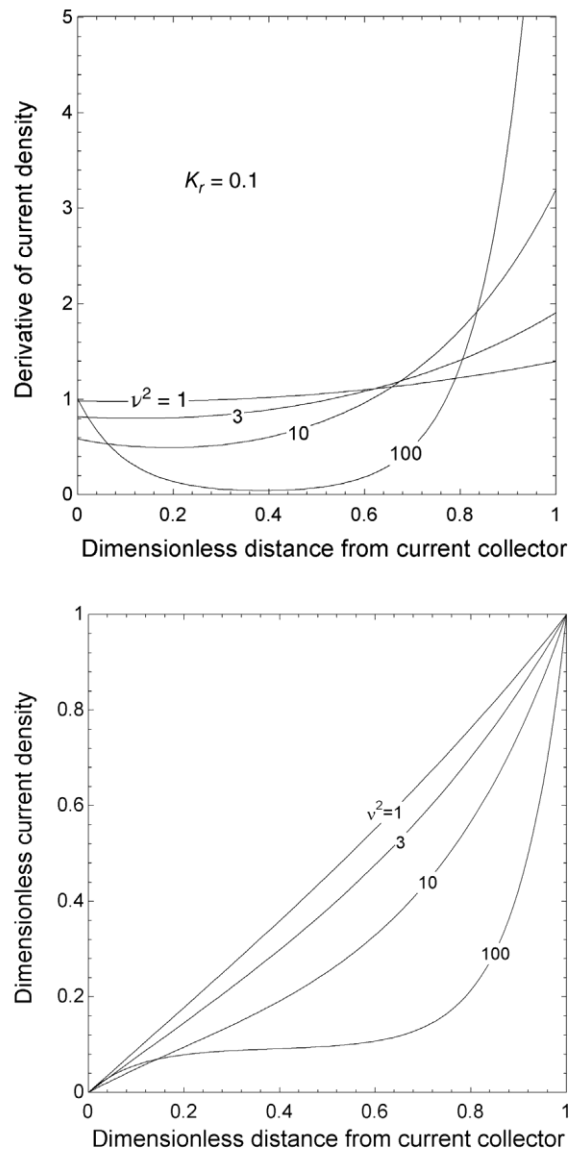 5
4
3
2
1
0
Derivative of current density
K_r = 0.1
ν² = 1
3
10
100
0 0.2 0.4 0.6 0.8 1
Dimensionless distance from current collector
1
0.8
0.6
0.4
0.2
0
Dimensionless current density
ν²=1
3
10
100
0 0.2 0.4 0.6 0.8 1
Dimensionless distance from current collector